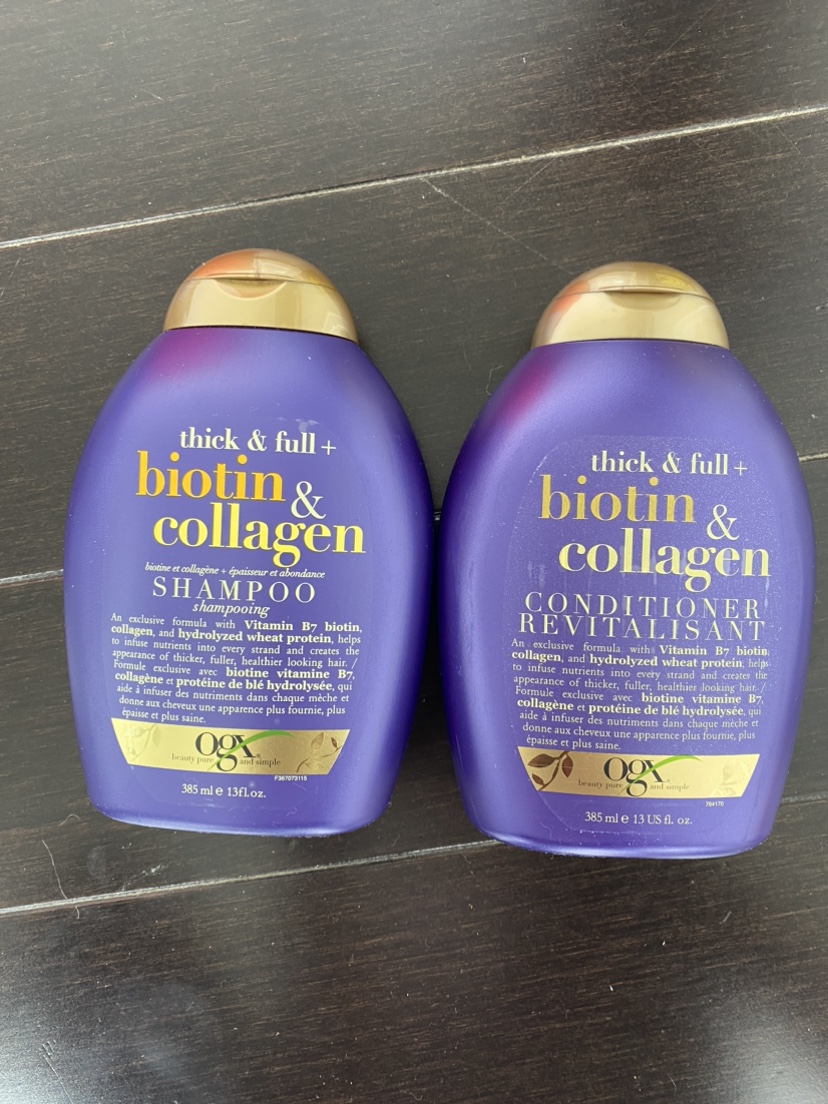 thick & full +
biotin &
collagen
biotine et collagène + épaisseur et abondance
SHAMPOO
shampooing
An exclusive formula with Vitamin B7 biotin,
collagen, and hydrolyzed wheat protein, helps
to infuse nutrients into every strand and creates the
appearance of thicker, fuller, healthier looking hair. /
Formule exclusive avec biotine vitamine B7,
collagène et protéine de blé hydrolysée, qui
aide à infuser des nutriments dans chaque mèche et
donne aux cheveux une apparence plus fournie, plus
épaisse et plus saine.
ogx®
beauty pure and simple
F367073115
385 ml e 13fl.oz.
thick & full +
biotin &
collagen
CONDITIONER
REVITALISANT
An exclusive formula with Vitamin B7 biotin,
collagen, and hydrolyzed wheat protein, helps
to infuse nutrients into every strand and creates the
appearance of thicker, fuller, healthier looking hair. /
Formule exclusive avec biotine vitamine B7,
collagène et protéine de blé hydrolysée, qui
aide à infuser des nutriments dans chaque mèche et
donne aux cheveux une apparence plus fournie, plus
épaisse et plus saine.
ogx®
beauty pure and simple
764170
385 ml e 13 US fl. oz.